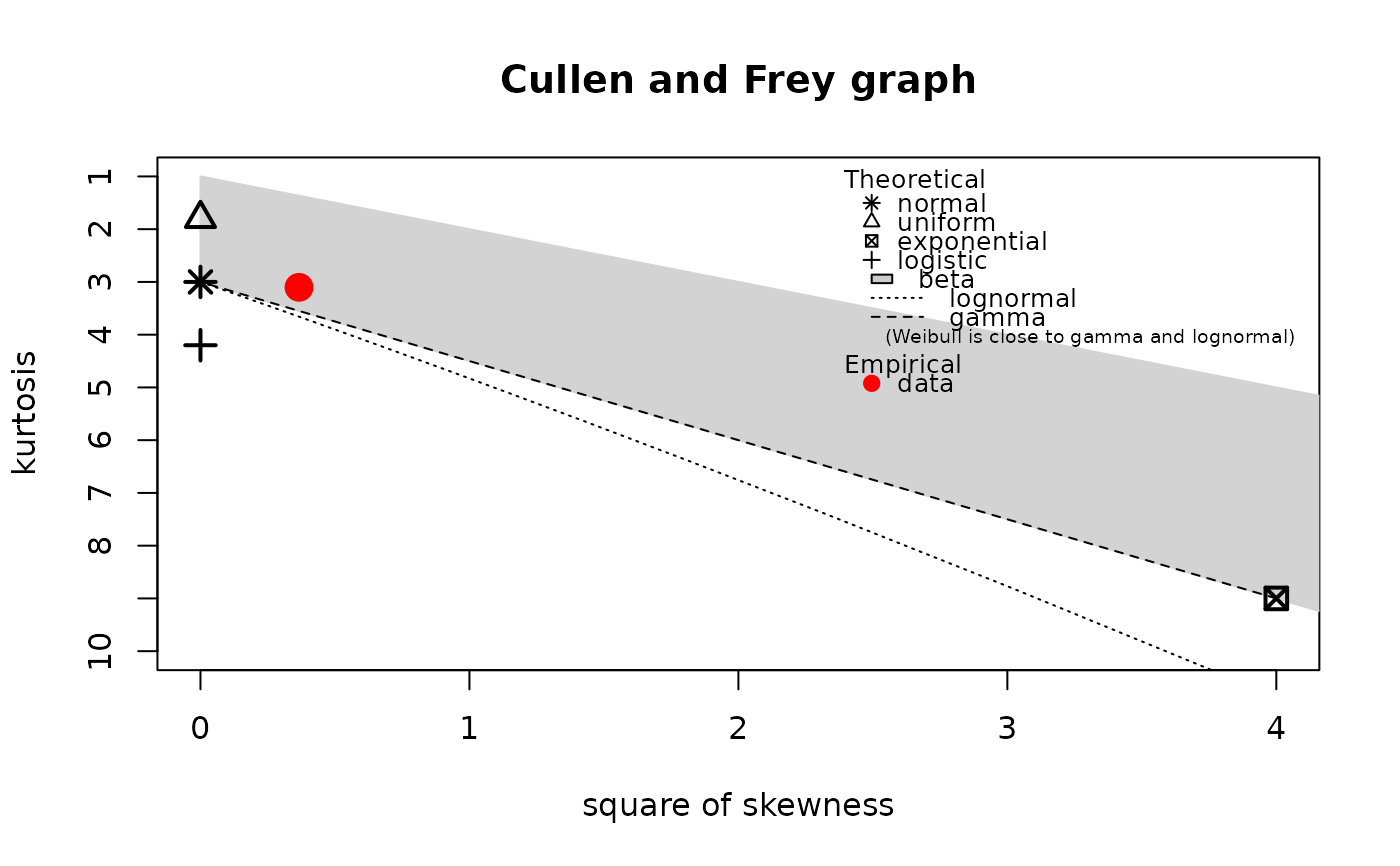 Cullen and Frey graph
kurtosis
1
2
3
4
5
6
7
8
10
Theoretical
normal
uniform
exponential
logistic
beta
lognormal
gamma
(Weibull is close to gamma and lognormal)
Empirical
data
0 1 2 3 4
square of skewness